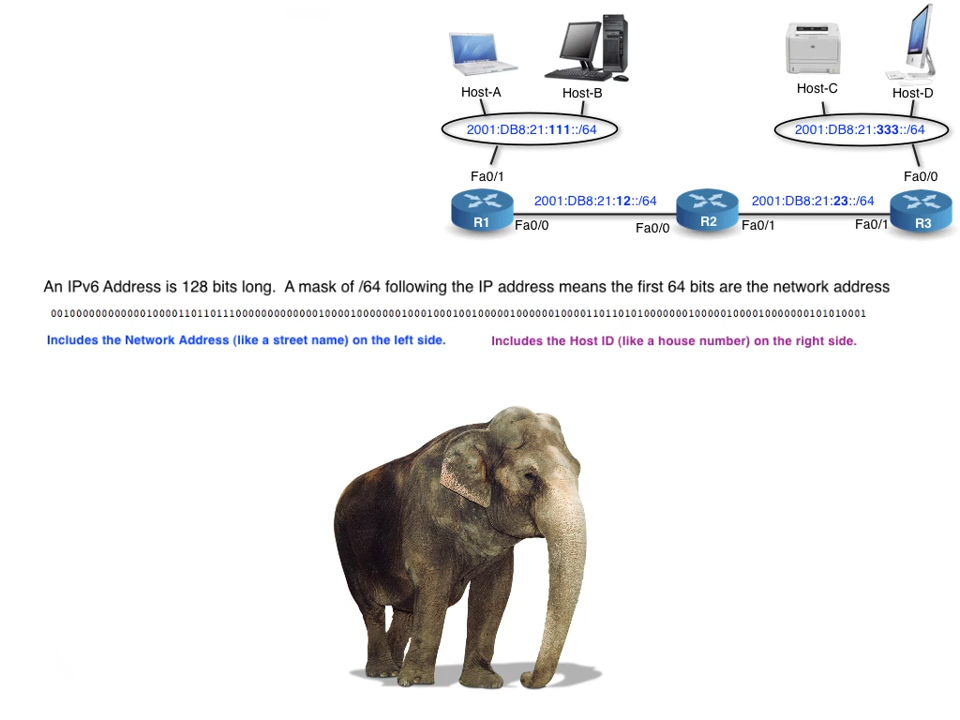 Host-A
Host-B
Host-C
Host-D
2001:DB8:21:111::/64
2001:DB8:21:333::/64
Fa0/1
Fa0/0
2001:DB8:21:12::/64
2001:DB8:21:23::/64
R1
Fa0/0
Fa0/0
R2
Fa0/1
Fa0/1
R3
An IPv6 Address is 128 bits long. A mask of /64 following the IP address means the first 64 bits are the network address
Includes the Network Address (like a street name) on the left side.
Includes the Host ID (like a house number) on the right side.